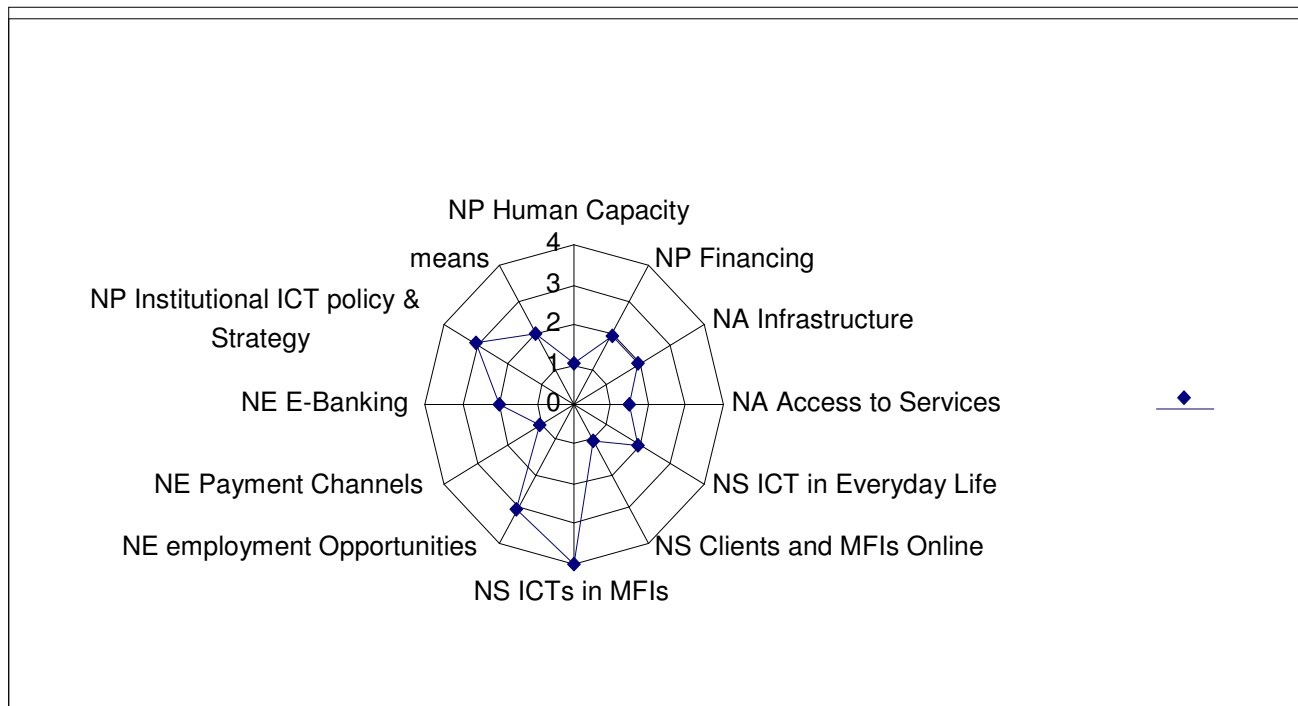 NP Human Capacity
4
means
NP Financing
3
NP Institutional ICT policy &
Strategy
2
NA Infrastructure
1
NE E-Banking
0
NA Access to Services
NE Payment Channels
NS ICT in Everyday Life
NE employment Opportunities
NS Clients and MFIs Online
NS ICTs in MFIs